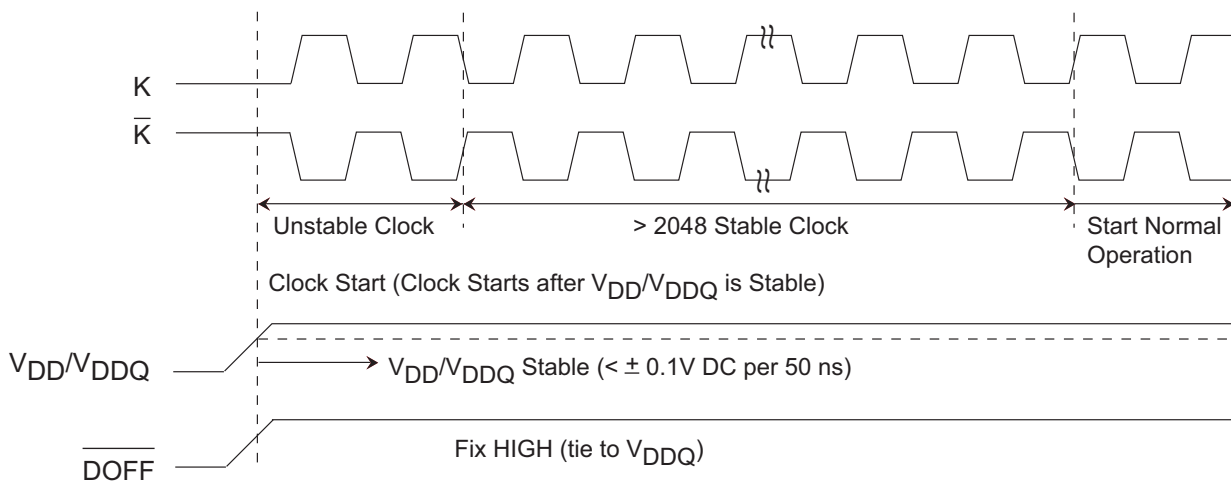 K
K̅
Unstable Clock
> 2048 Stable Clock
Start Normal
Operation
Clock Start (Clock Starts after VDD/VDDQ is Stable)
VDD/VDDQ
VDD/VDDQ Stable (< ± 0.1V DC per 50 ns)
Fix HIGH (tie to VDDQ)
D̅O̅F̅F̅